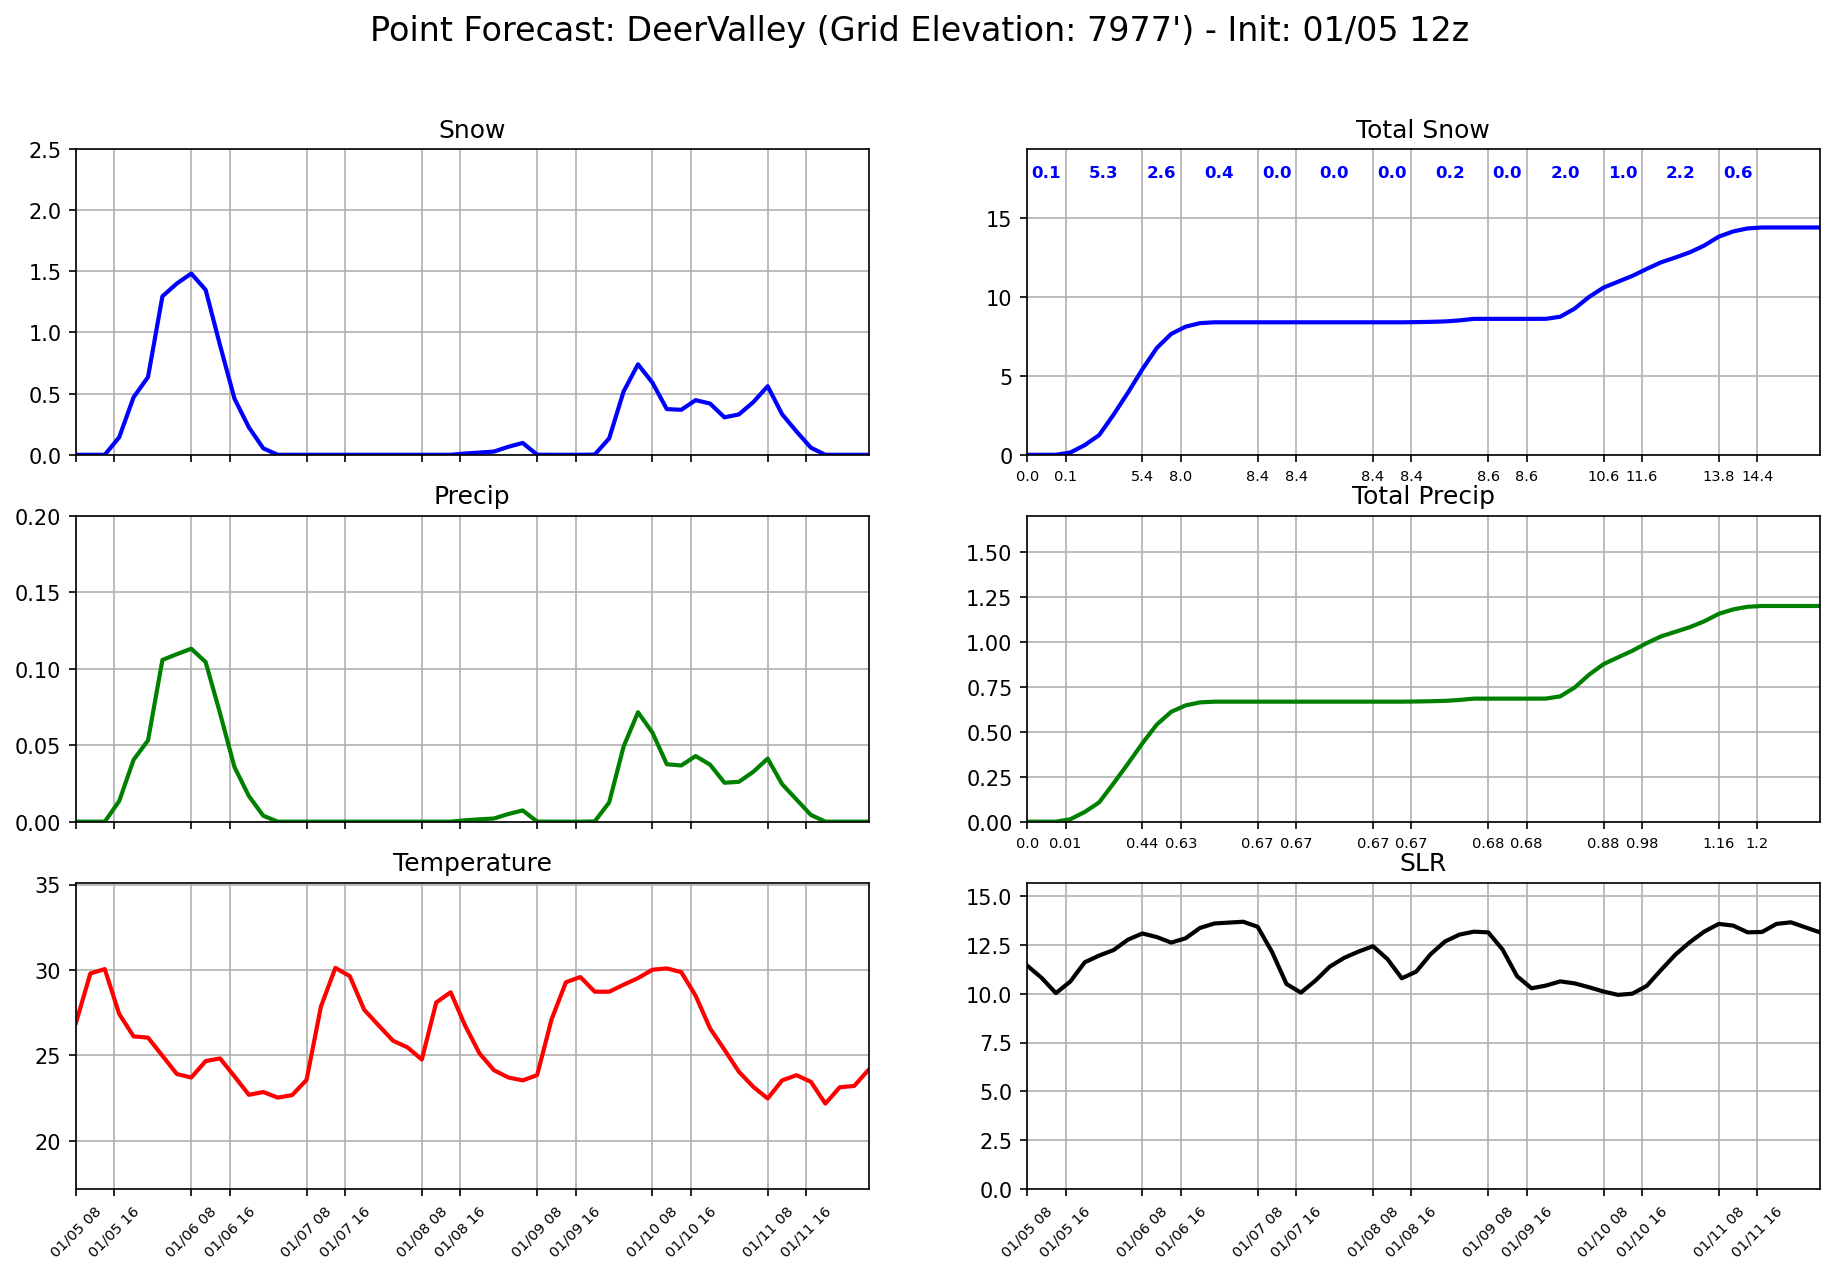 Point Forecast: DeerValley (Grid Elevation: 7977') - Init: 01/05 12z
Snow
2.5
2.0
1.5
1.0
0.5
0.0
Total Snow
0.1 5.3 2.6 0.4 0.0 0.0 0.0 0.2 0.0 2.0 1.0 2.2 0.6
15
10
5
0
0.0 0.1 5.4 8.0 8.4 8.4 8.4 8.4 8.6 8.6 10.6 11.6 13.8 14.4
Precip
0.20
0.15
0.10
0.05
0.00
Total Precip
1.50
1.25
1.00
0.75
0.50
0.25
0.00
0.0 0.01 0.44 0.63 0.67 0.67 0.67 0.67 0.68 0.68 0.88 0.98 1.16 1.2
Temperature
35
30
25
20
01/05 08 01/05 16 01/06 08 01/06 16 01/07 08 01/07 16 01/08 08 01/08 16 01/09 08 01/09 16 01/10 08 01/10 16 01/11 08 01/11 16
SLR
15.0
12.5
10.0
7.5
5.0
2.5
0.0
01/05 08 01/05 16 01/06 08 01/06 16 01/07 08 01/07 16 01/08 08 01/08 16 01/09 08 01/09 16 01/10 08 01/10 16 01/11 08 01/11 16